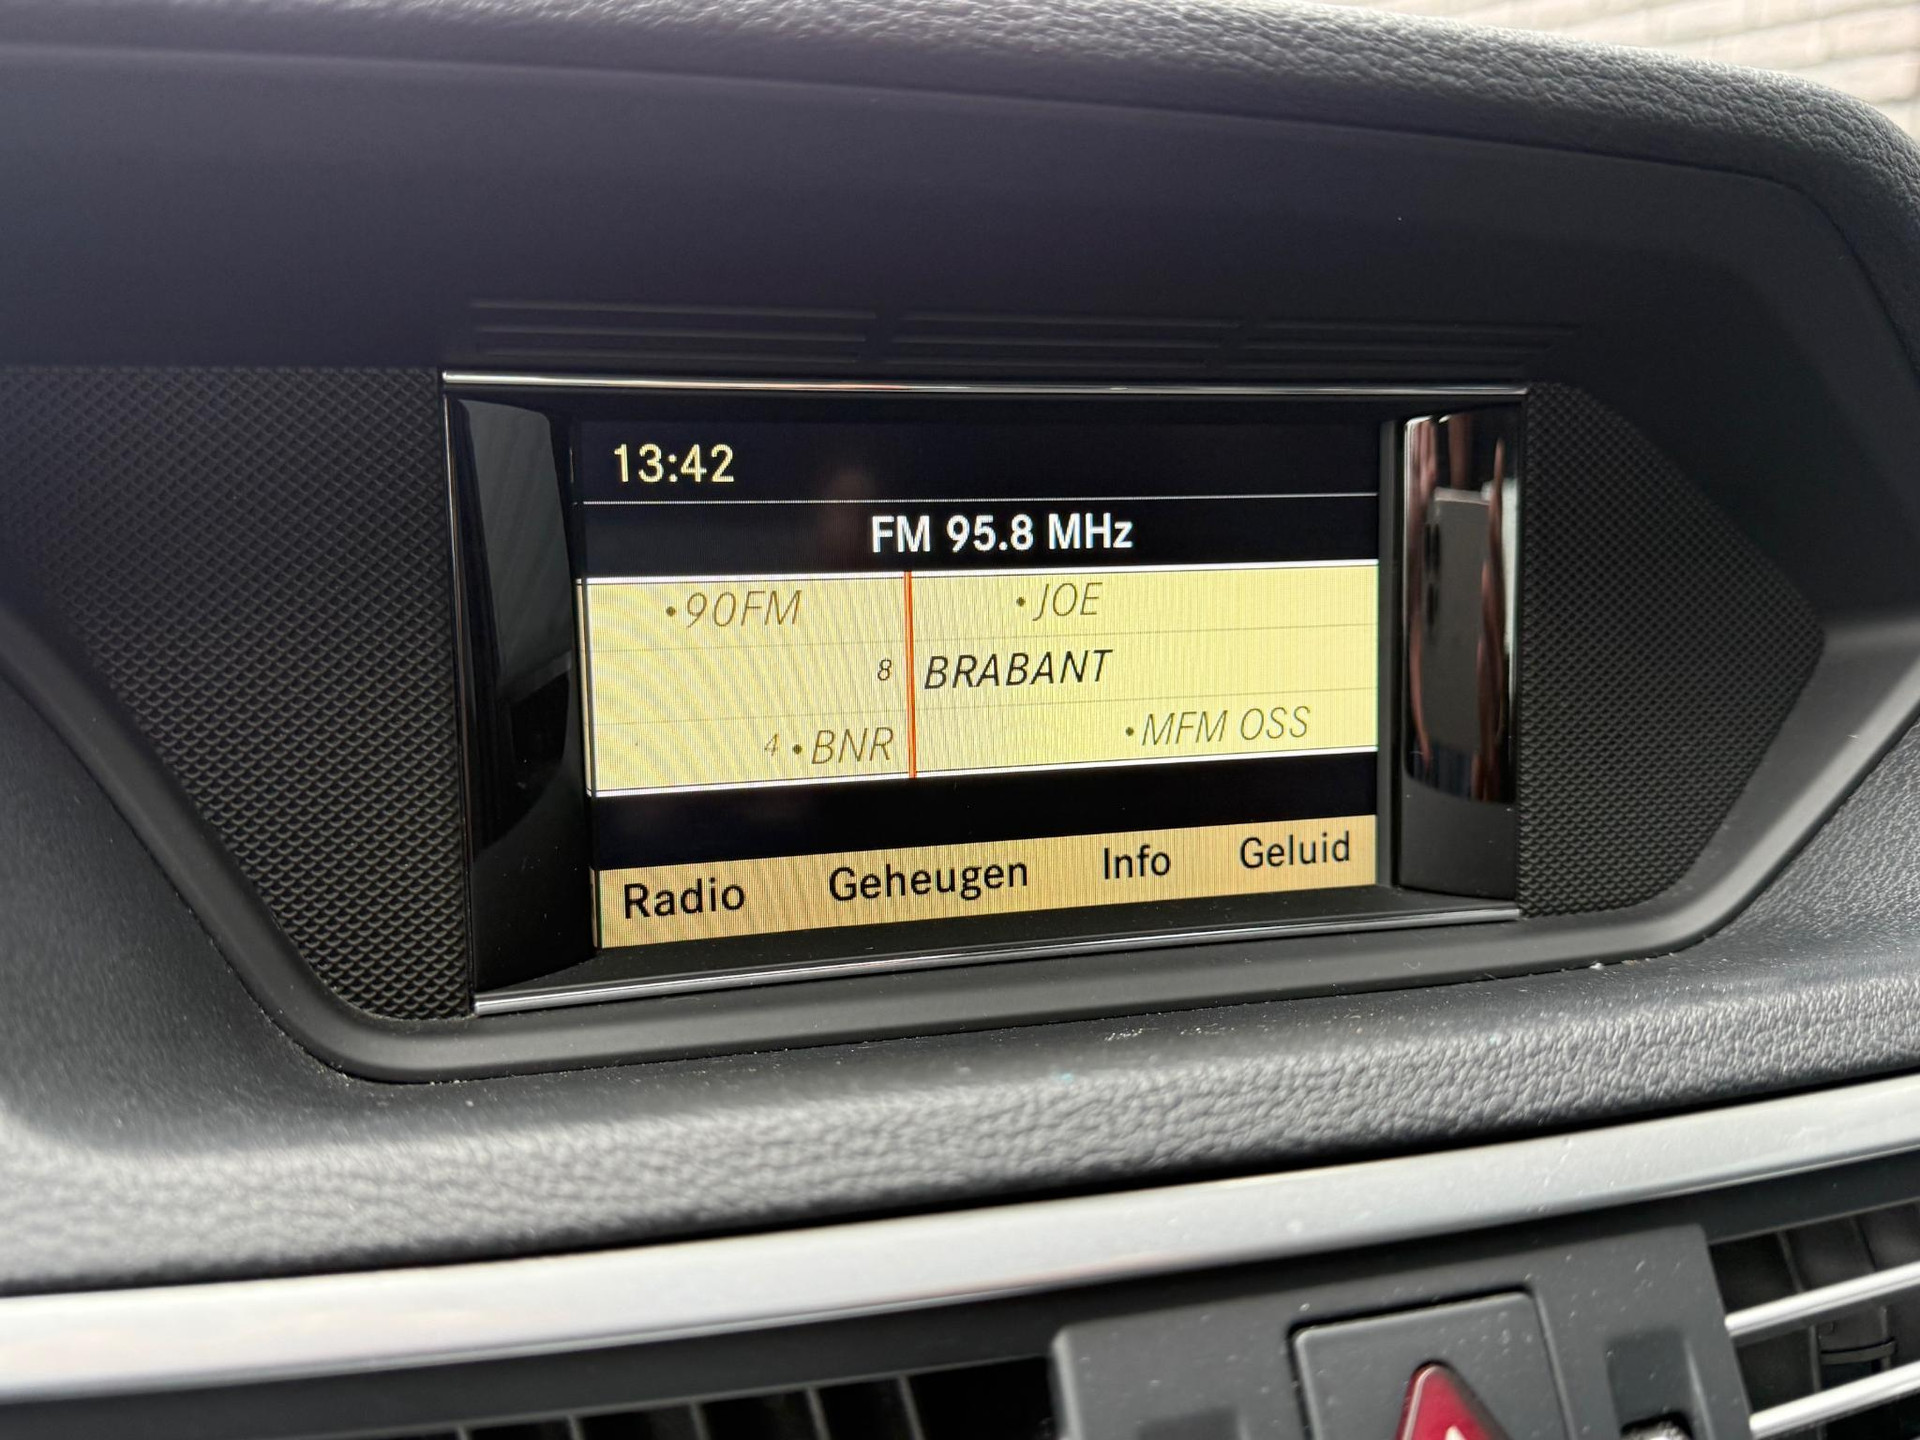 13:42
FM 95.8 MHz
•90FM •JOE
8 BRABANT
4 •BNR •MFM OSS
Radio Geheugen Info Geluid